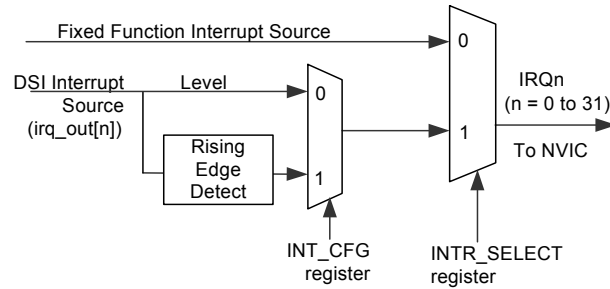 Fixed Function Interrupt Source
0
DSI Interrupt
Source
(irq_out[n])
Level
0
Rising
Edge
Detect
1
1
IRQn
(n = 0 to 31)
To NVIC
INT_CFG
register
INTR_SELECT
register